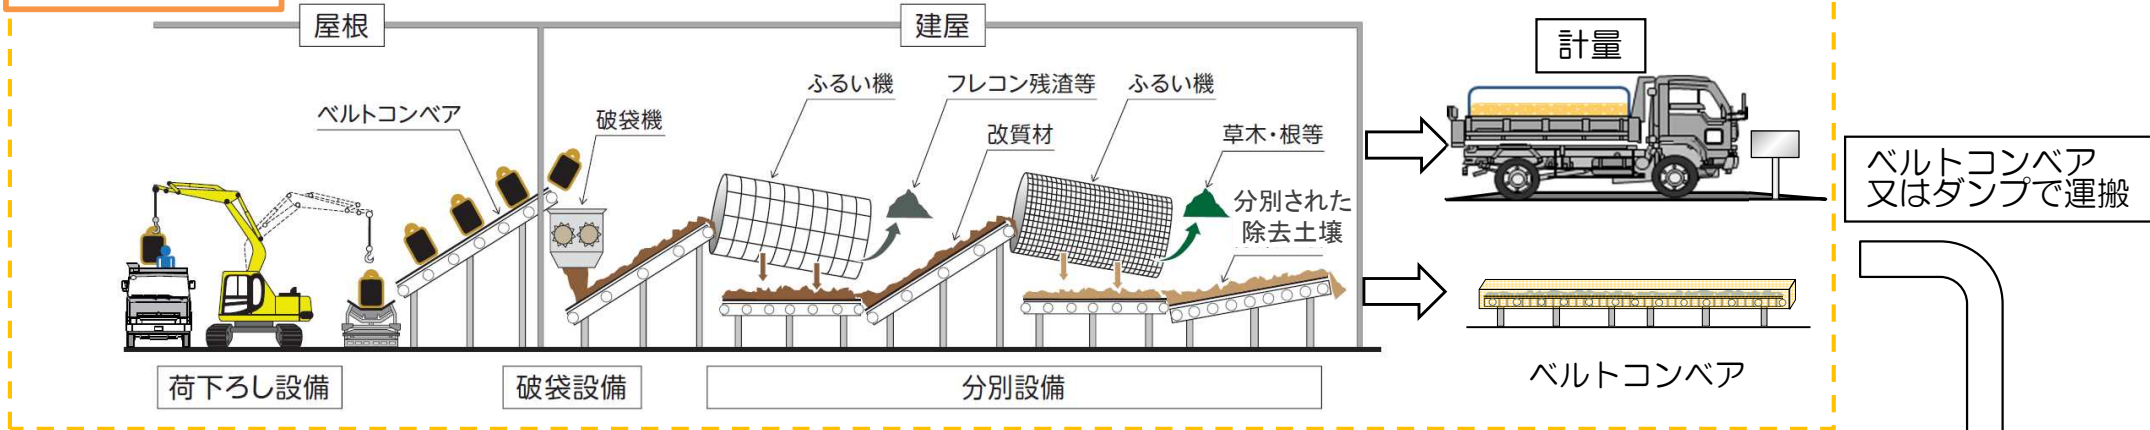 屋根
建屋
計量
ふるい機
フレコン残渣等
ふるい機
ベルトコンベア
破袋機
改質材
草木・根等
分別された
除去土壌
ベルトコンベア
又はダンプで運搬
ベルトコンベア
荷下ろし設備
破袋設備
分別設備